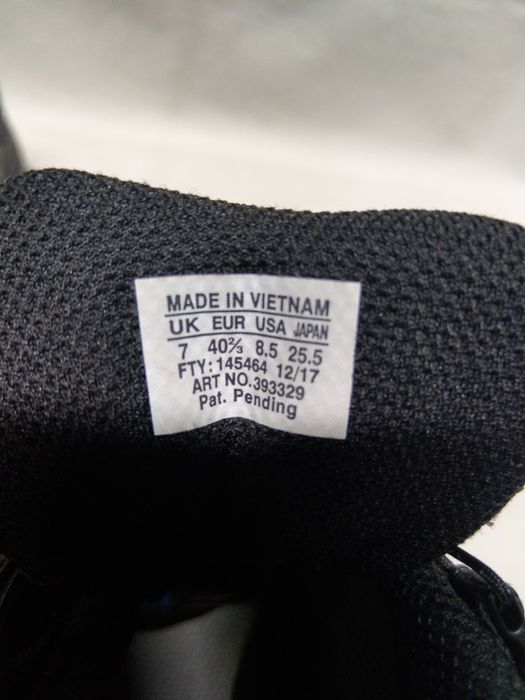 MADE IN VIETNAM
UK EUR USA JAPAN
7 40⅔ 8.5 25.5
FTY: 145464 12/17
ART NO. 393329
Pat. Pending